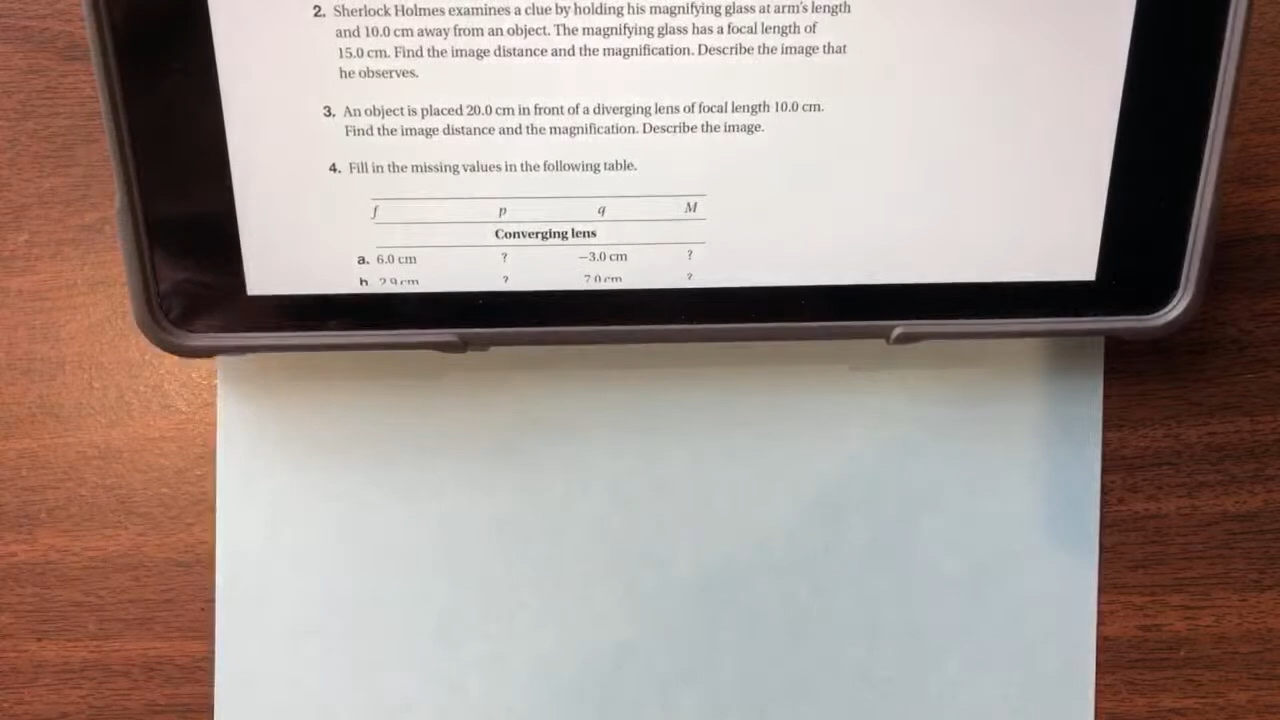 2. Sherlock Holmes examines a clue by holding his magnifying glass at arm's length
and 10.0 cm away from an object. The magnifying glass has a focal length of
15.0 cm. Find the image distance and the magnification. Describe the image that
he observes.
3. An object is placed 20.0 cm in front of a diverging lens of focal length 10.0 cm.
Find the image distance and the magnification. Describe the image.
4. Fill in the missing values in the following table.
f p q M
Converging lens
a. 6.0 cm ? −3.0 cm ?
? 7.0 cm ?